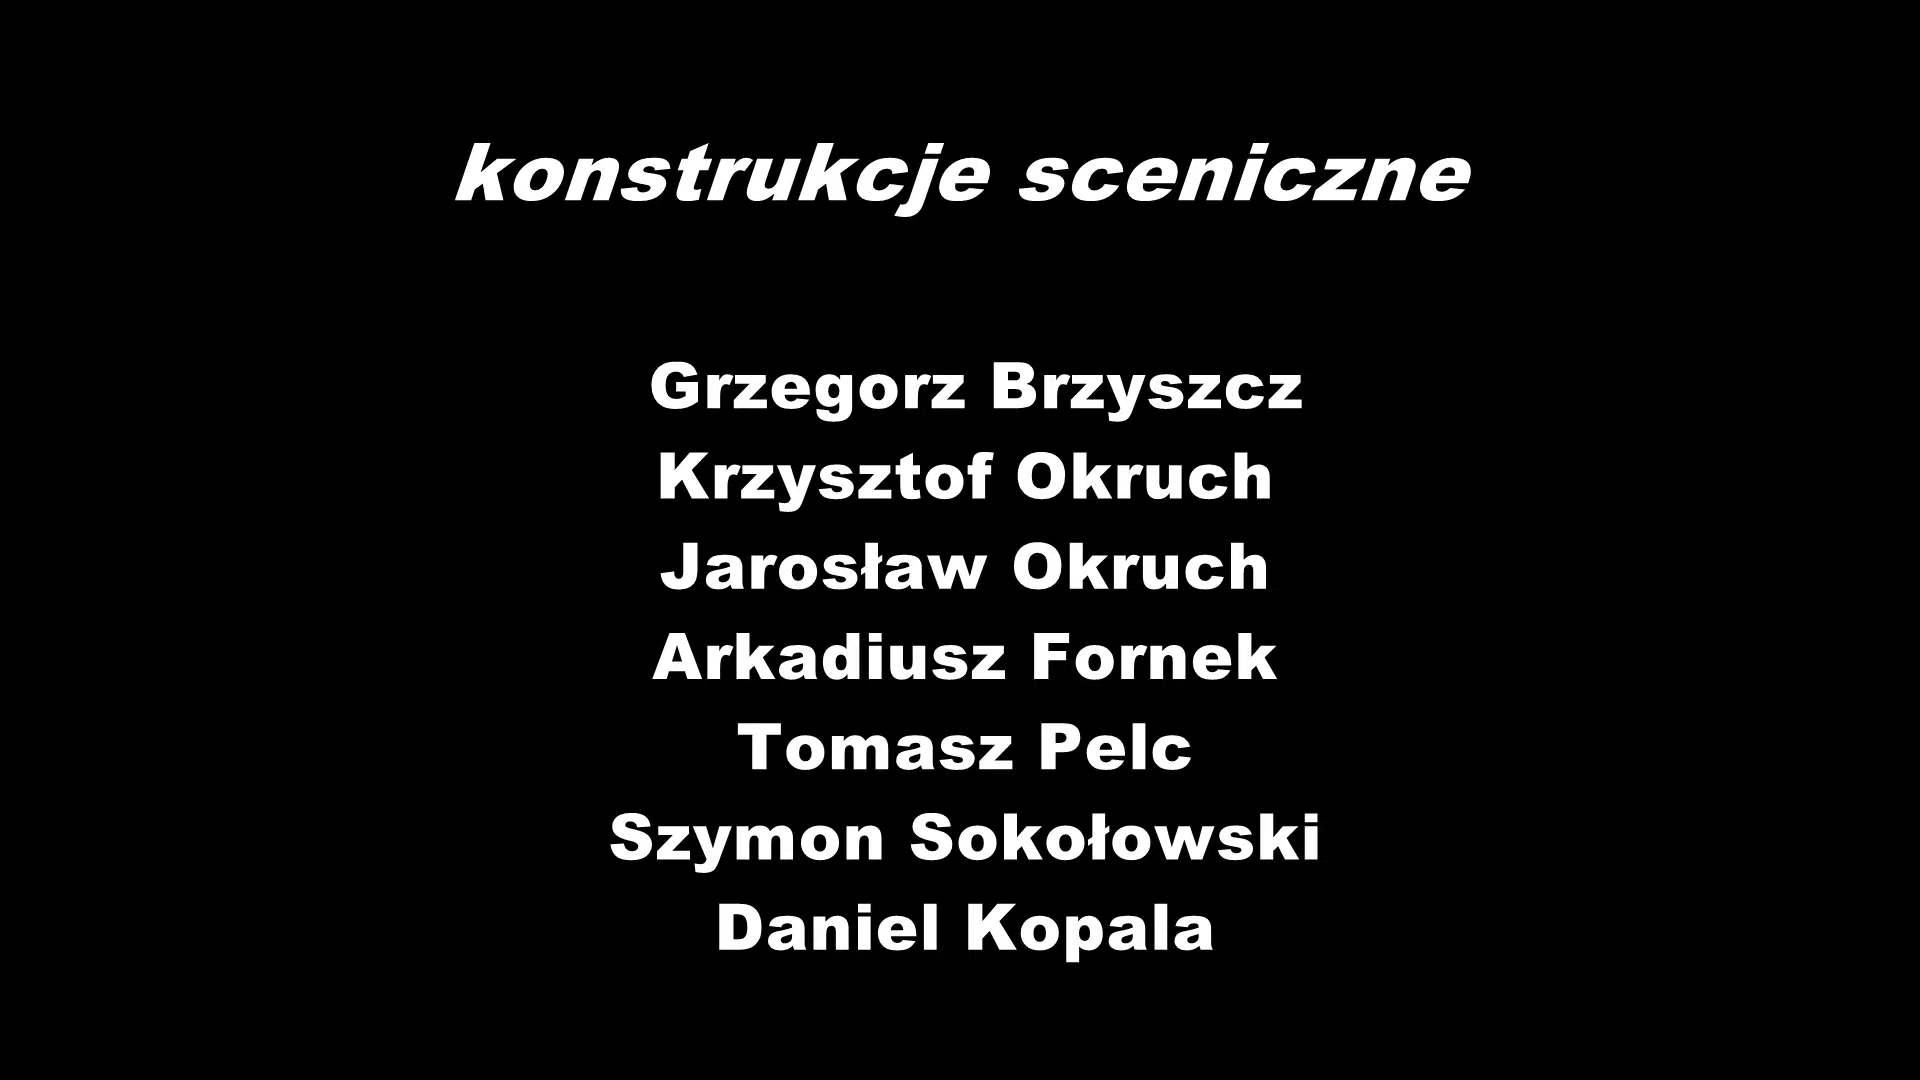 konstrukcje sceniczne
Grzegorz Brzyszcz
Krzysztof Okruch
Jarosław Okruch
Arkadiusz Fornek
Tomasz Pelc
Szymon Sokołowski
Daniel Kopala